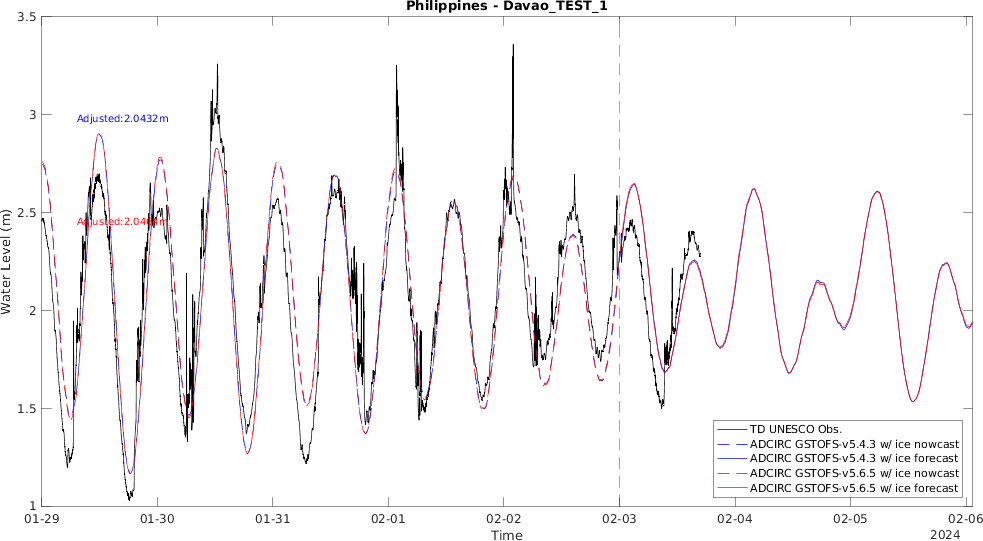 Philippines - Davao_TEST_1
3.5
3
2.5
2
1.5
1
Water Level (m)
Adjusted:2.0432m
01-29
01-30
01-31
02-01
02-02
02-03
02-04
02-05
02-06
2024
Time
TD UNESCO Obs.
ADCIRC GSTOFS-v5.4.3 w/ ice nowcast
ADCIRC GSTOFS-v5.4.3 w/ ice forecast
ADCIRC GSTOFS-v5.6.5 w/ ice nowcast
ADCIRC GSTOFS-v5.6.5 w/ ice forecast